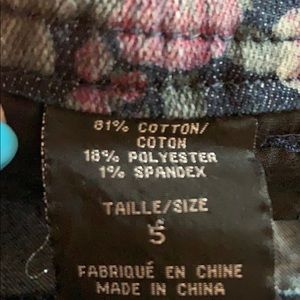 81% COTTON/
COTON
18% POLYESTER
1% SPANDEX
TAILLE/SIZE
5
FABRIQUÉ EN CHINE
MADE IN CHINA